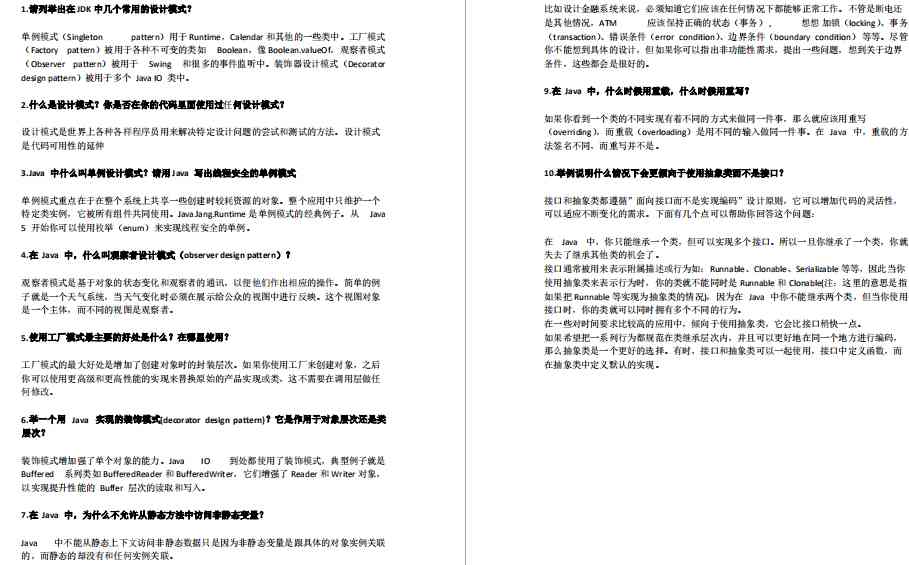 1.请列举出在 JDK 中几个常用的设计模式？
单例模式（Singleton pattern）用于 Runtime，Calendar 和其他的一些类中。工厂模式
（Factory pattern）被用于各种不可变的类如 Boolean，像 Boolean.valueOf，观察者模式
（Observer pattern）被用于 Swing 和很多的事件监听中。装饰器设计模式（Decorator
design pattern）被用于多个 Java IO 类中。
2.什么是设计模式？你是否在你的代码里面使用过任何设计模式？
设计模式是世界上各种各样程序员用来解决特定设计问题的尝试和测试的方法。设计模式
是代码可用性的延伸
3.Java 中什么叫单例设计模式？请用 Java 写出线程安全的单例模式
单例模式重点在于在整个系统上共享一些创建时较耗资源的对象。整个应用中只维护一个
特定类实例，它被所有组件共同使用。Java.lang.Runtime 是单例模式的经典例子。从 Java
5 开始你可以使用枚举（enum）来实现线程安全的单例。
4.在 Java 中，什么叫观察者设计模式（observer design pattern）？
观察者模式是基于对象的状态变化和观察者的通讯，以便他们作出相应的操作。简单的例
子就是一个天气系统，当天气变化时必须在展示给公众的视图中进行反映。这个视图对象
是一个主体，而不同的视图是观察者。
5.使用工厂模式最主要的好处是什么？在哪里使用？
工厂模式的最大好处是增加了创建对象时的封装层次。如果你使用工厂来创建对象，之后
你可以使用更高级和更高性能的实现来替换原始的产品实现或类，这不需要在调用层做任
何修改。
6.举一个用 Java 实现的装饰模式(decorator design pattern)？它是作用于对象层次还是类
层次？
装饰模式增加强了单个对象的能力。Java IO 到处都使用了装饰模式，典型例子就是
Buffered 系列类如 BufferedReader 和 BufferedWriter，它们增强了 Reader 和 Writer 对象，
以实现提升性能的 Buffer 层次的读取和写入。
7.在 Java 中，为什么不允许从静态方法中访问非静态变量？
Java 中不能从静态上下文访问非静态数据只是因为非静态变量是跟具体的对象实例关联
的，而静态的却没有和任何实例关联。
比如设计金融系统来说，必须知道它们应该在任何情况下都能够正常工作。不管是断电还
是其他情况，ATM 应该保持正确的状态（事务），想想 加锁（locking）、事务
（transaction）、错误条件（error condition）、边界条件（boundary condition） 等等。尽管
你不能想到具体的设计，但如果你可以指出非功能性需求，提出一些问题，想到关于边界
条件，这些都会是很好的。
9.在 Java 中，什么时候用重载，什么时候用重写？
如果你看到一个类的不同实现有着不同的方式来做同一件事，那么就应该用重写
（overriding），而重载（overloading）是用不同的输入做同一件事。在 Java 中，重载的方
法签名不同，而重写并不是。
10.举例说明什么情况下会更倾向于使用抽象类而不是接口？
接口和抽象类都遵循”面向接口而不是实现编码”设计原则，它可以增加代码的灵活性，
可以适应不断变化的需求。下面有几个点可以帮助你回答这个问题：
在 Java 中，你只能继承一个类，但可以实现多个接口。所以一旦你继承了一个类，你就
失去了继承其他类的机会了。
接口通常被用来表示附属描述或行为如： Runnable、Clonable、Serializable 等等，因此当你
使用抽象类来表示行为时，你的类就不能同时是 Runnable 和 Clonable(注：这里的意思是指
如果把 Runnable 等实现为抽象类的情况)，因为在 Java 中你不能继承两个类，但当你使用
接口时，你的类就可以同时拥有多个不同的行为。
在一些对时间要求比较高的应用中，倾向于使用抽象类，它会比接口稍快一点。
如果希望把一系列行为都规范在类继承层次内，并且可以更好地在同一个地方进行编码，
那么抽象类是一个更好的选择。有时，接口和抽象类可以一起使用，接口中定义函数，而
在抽象类中定义默认的实现。